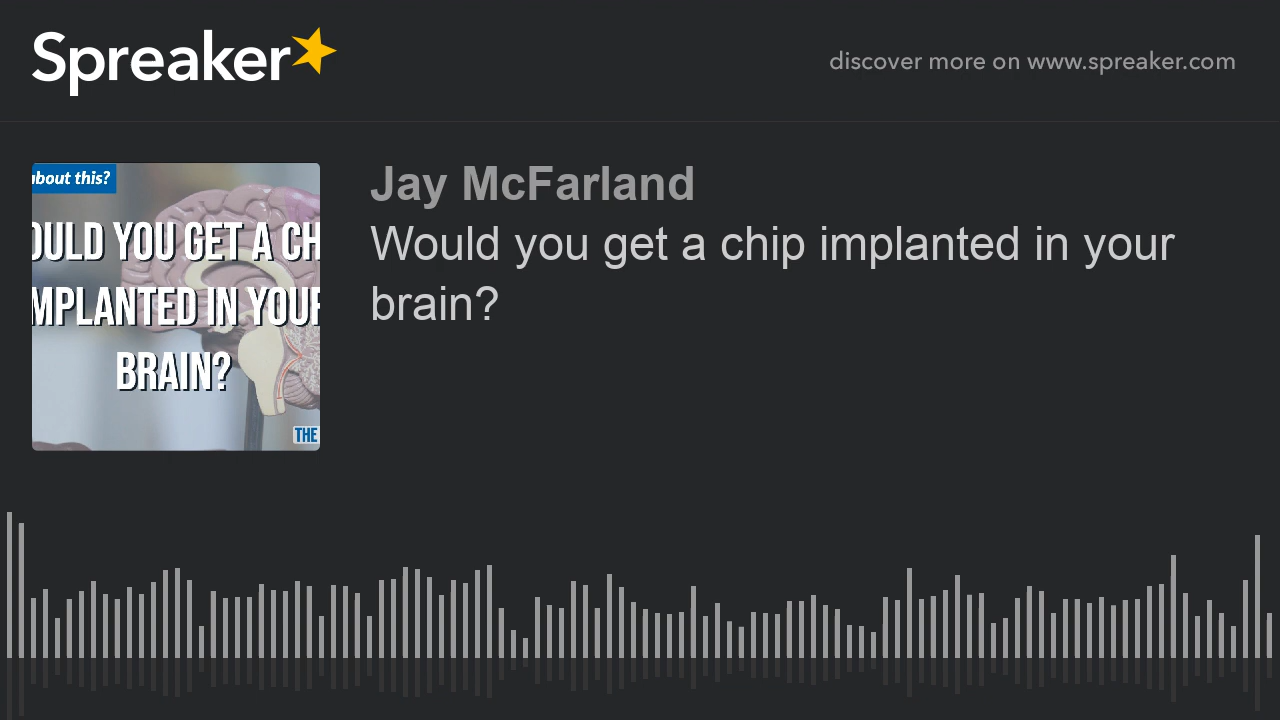 Spreaker
discover more on www.spreaker.com
about this?
OULD YOU GET A CH
MPLANTED IN YOUR
BRAIN?
THE
Jay McFarland
Would you get a chip implanted in your
brain?